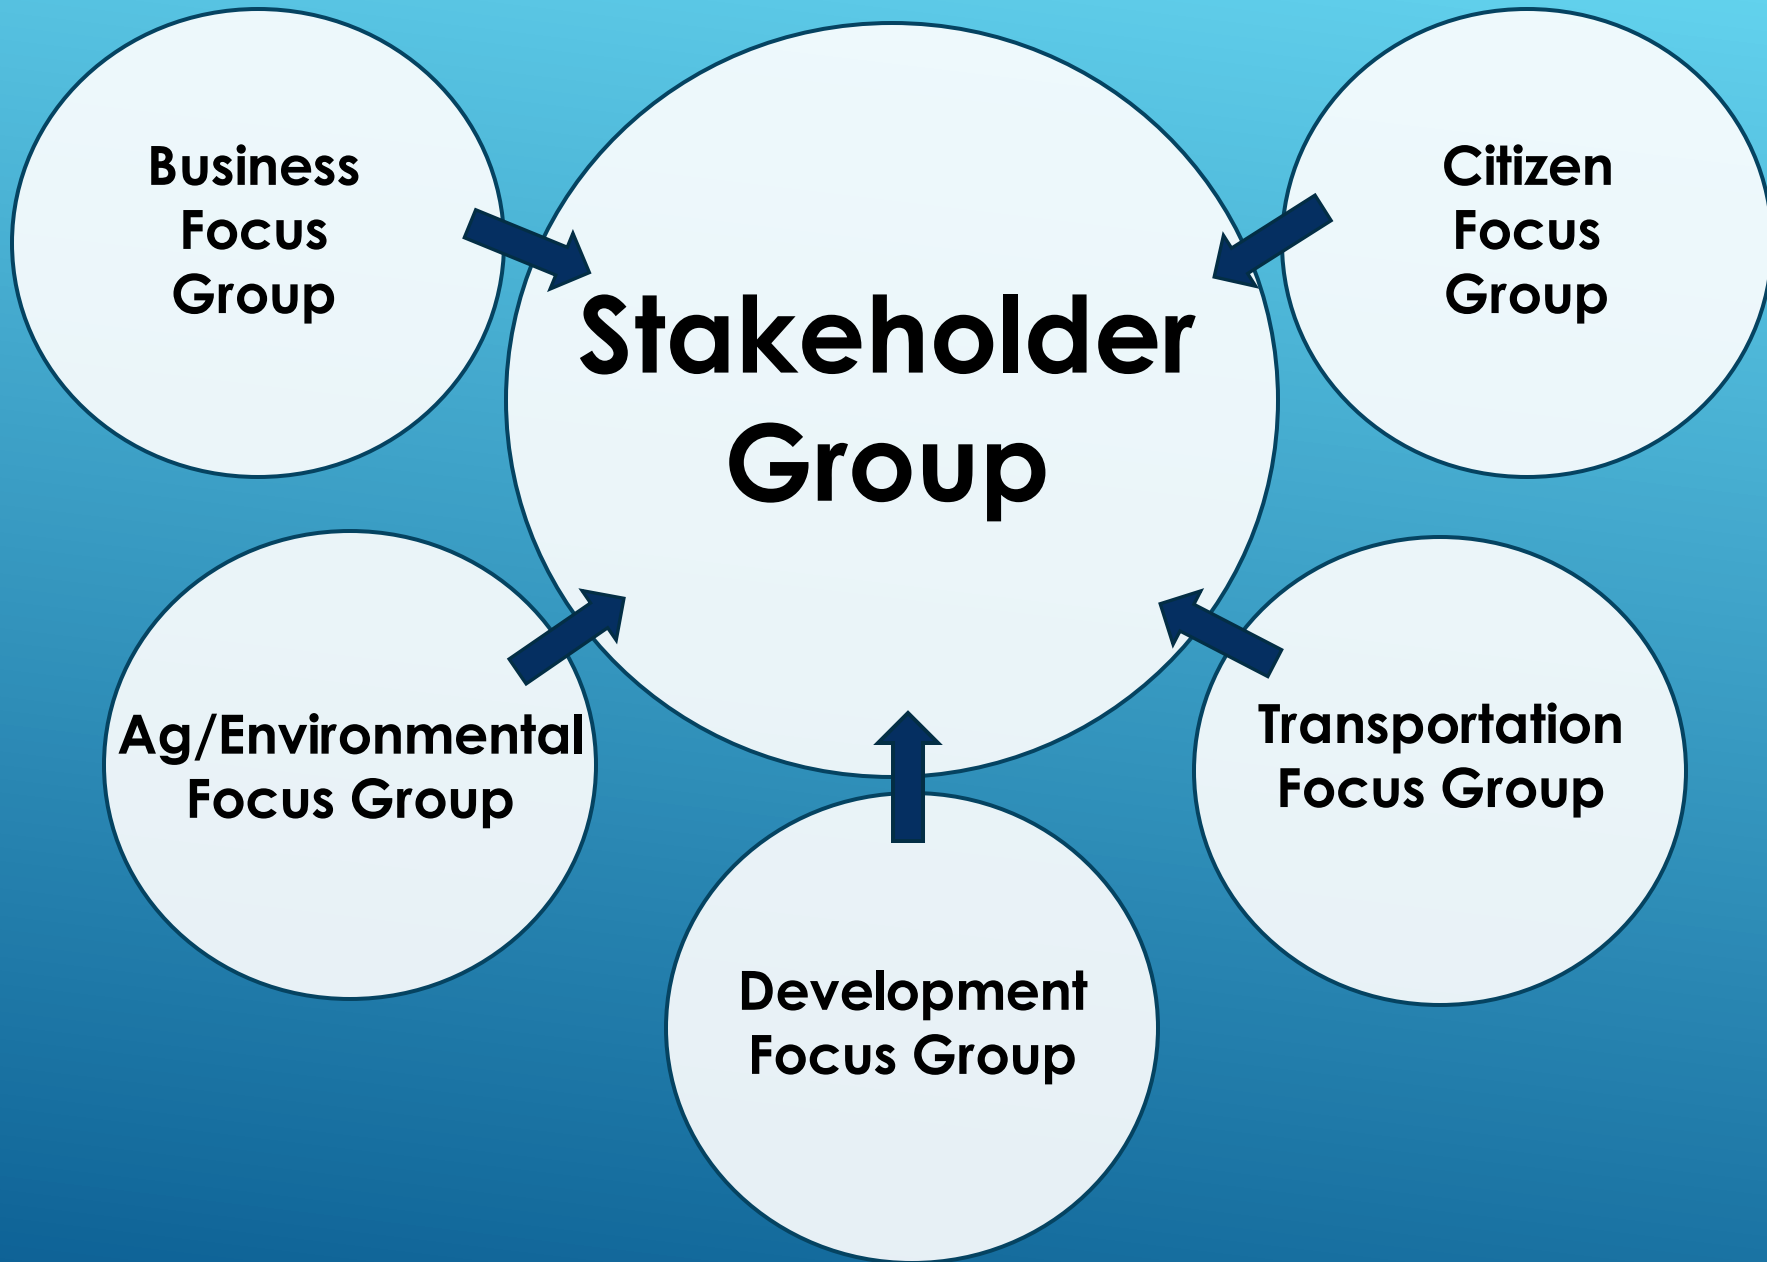 Business
Focus
Group
Stakeholder
Group
Citizen
Focus
Group
Ag/Environmental
Focus Group
Development
Focus Group
Transportation
Focus Group